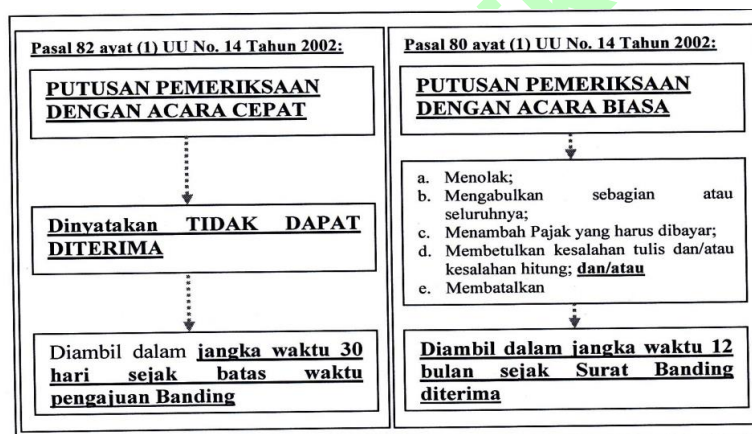 Pasal 82 ayat (1) UU No. 14 Tahun 2002:
PUTUSAN PEMERIKSAAN
DENGAN ACARA CEPAT
Dinyatakan TIDAK DAPAT
DITERIMA
Diambil dalam jangka waktu 30
hari sejak batas waktu
pengajuan Banding
Pasal 80 ayat (1) UU No. 14 Tahun 2002:
PUTUSAN PEMERIKSAAN
DENGAN ACARA BIASA
a. Menolak;
b. Mengabulkan sebagian atau
seluruhnya;
c. Menambah Pajak yang harus dibayar;
d. Membetulkan kesalahan tulis dan/atau
kesalahan hitung; dan/atau
e. Membatalkan
Diambil dalam jangka waktu 12
bulan sejak Surat Banding
diterima